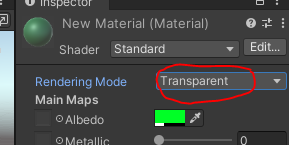 Inspector
New Material (Material)
Shader Standard Edit...
Rendering Mode Transparent
Main Maps
Albedo
Metallic 0